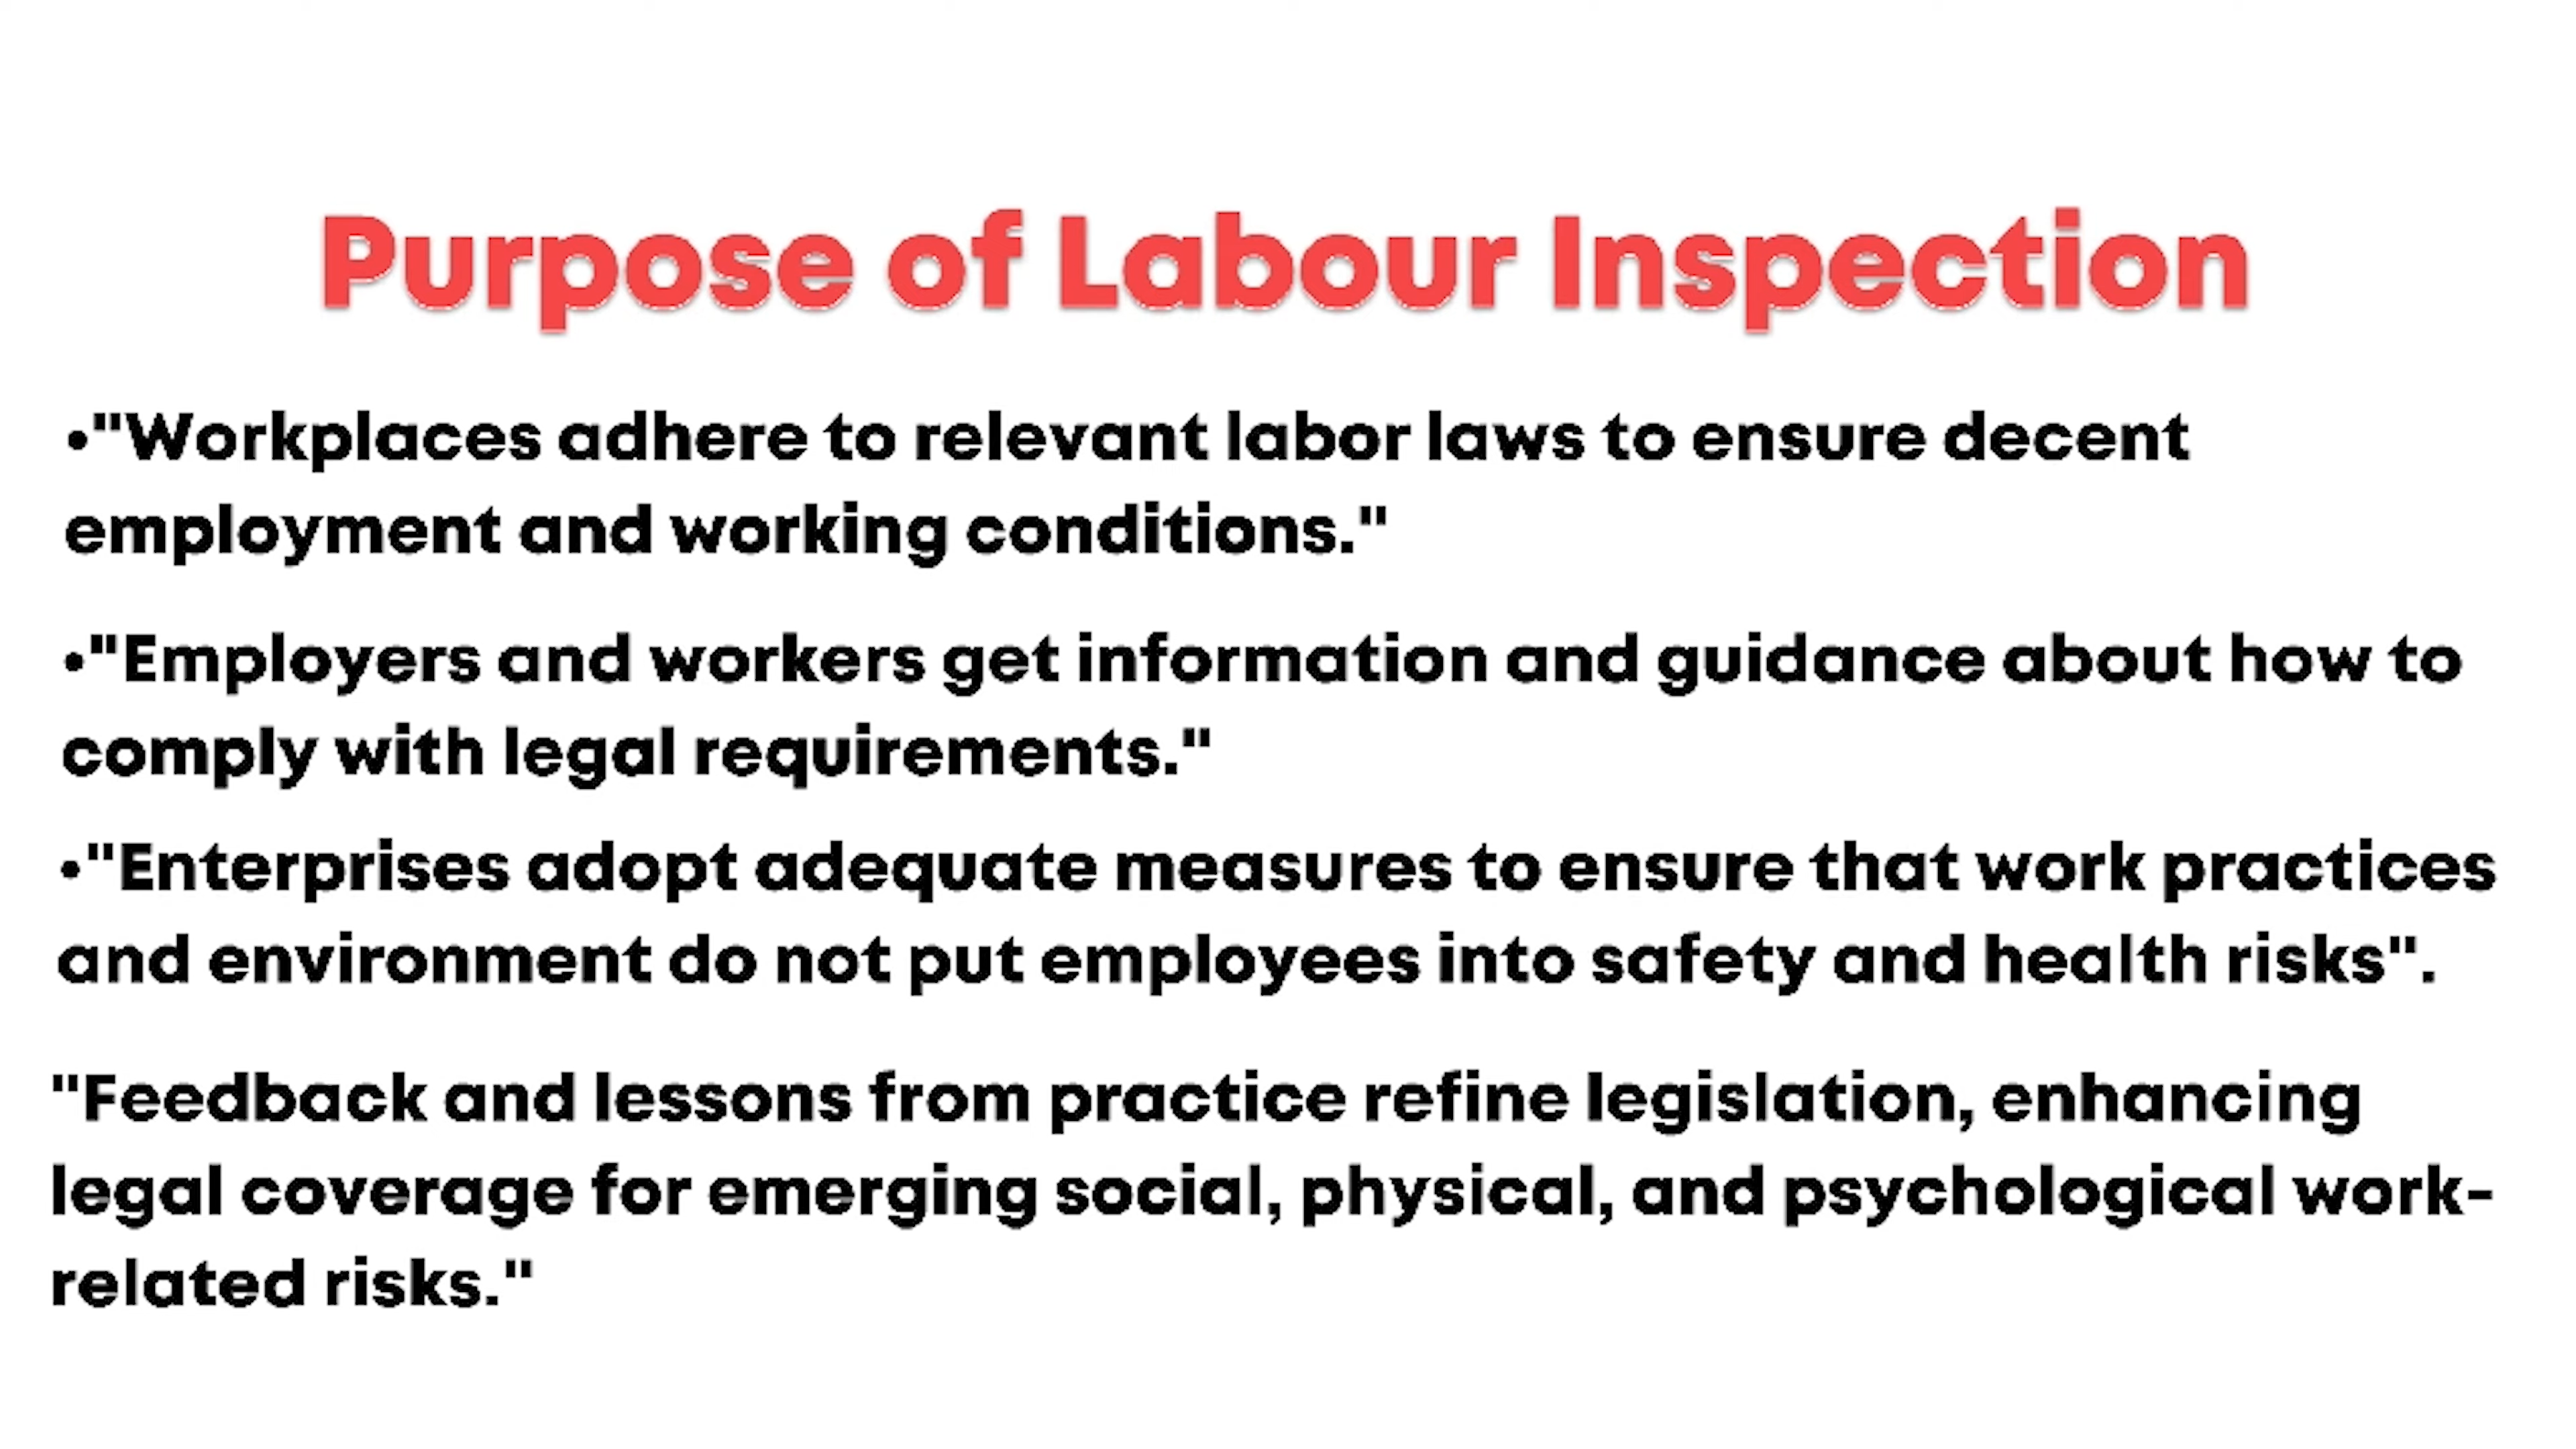 Purpose of Labour Inspection
•"Workplaces adhere to relevant labor laws to ensure decent
employment and working conditions."
•"Employers and workers get information and guidance about how to
comply with legal requirements."
•"Enterprises adopt adequate measures to ensure that work practices
and environment do not put employees into safety and health risks".
"Feedback and lessons from practice refine legislation, enhancing
legal coverage for emerging social, physical, and psychological work-
related risks."